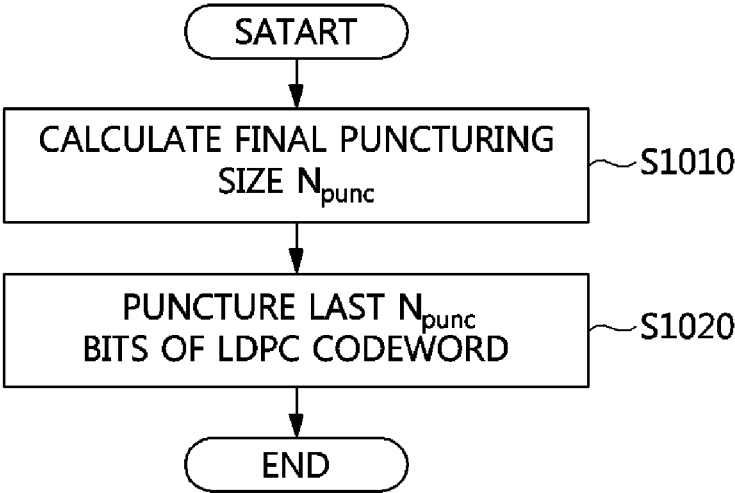 SATART
CALCULATE FINAL PUNCTURING
SIZE Npunc
S1010
PUNCTURE LAST Npunc
BITS OF LDPC CODEWORD
S1020
END